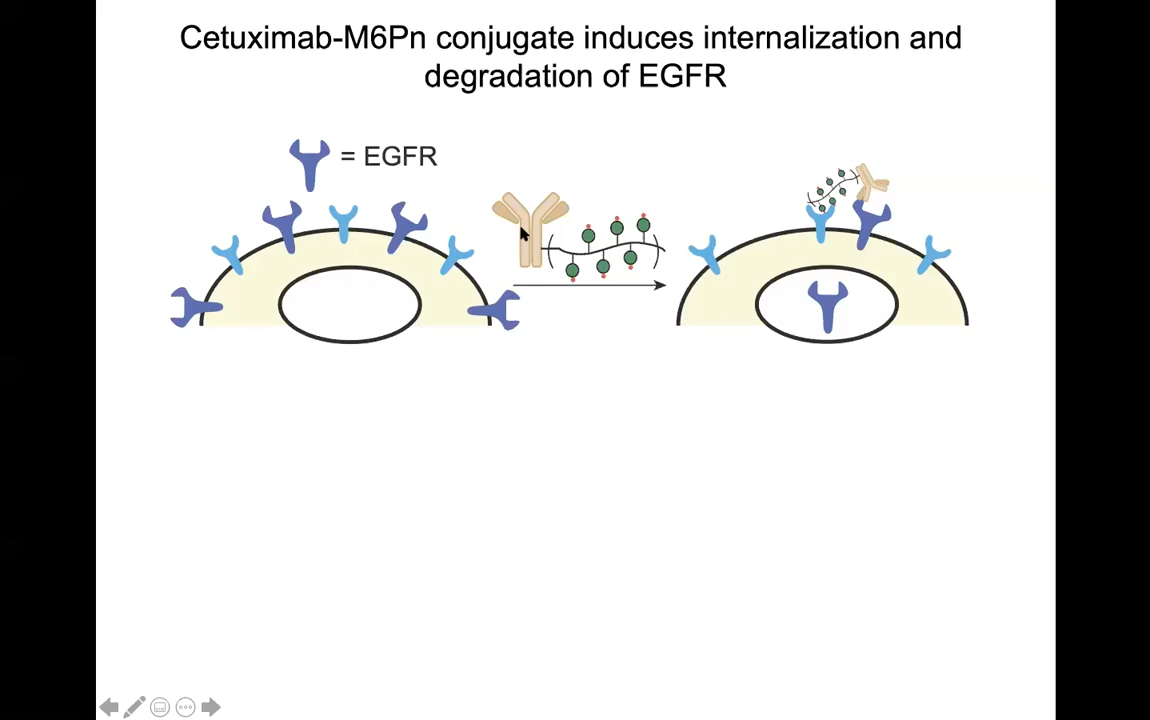 Cetuximab-M6Pn conjugate induces internalization and
degradation of EGFR
= EGFR